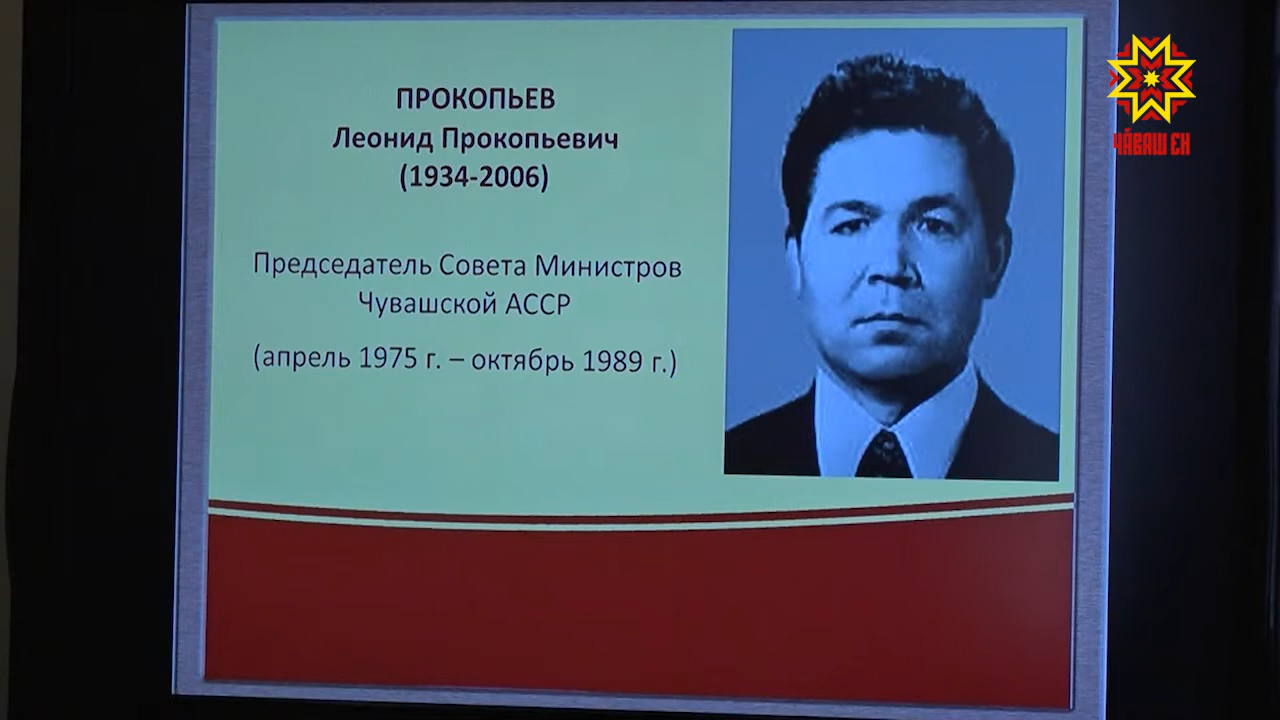 ПРОКОПЬЕВ
Леонид Прокопьевич
(1934-2006)
Председатель Совета Министров
Чувашской АССР
(апрель 1975 г. – октябрь 1989 г.)
ЧĂВАШ ЕН